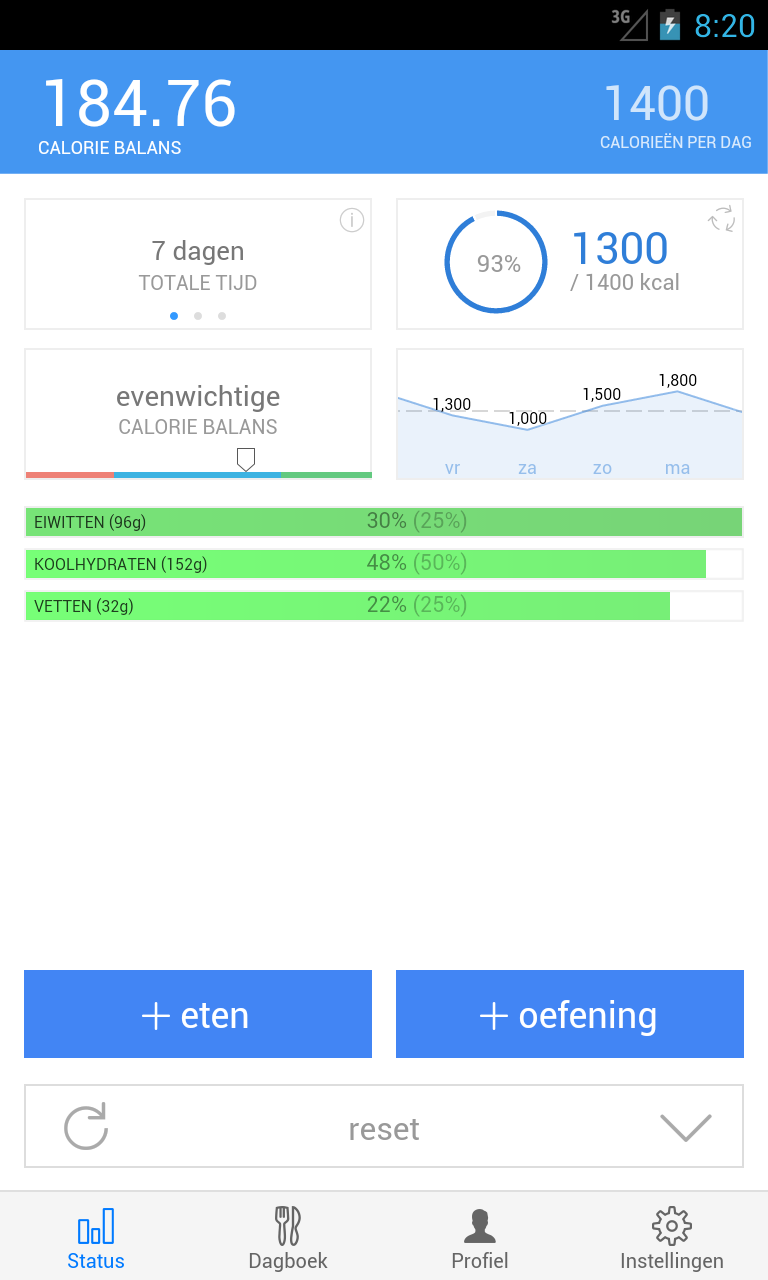 3G 8:20
184.76
CALORIE BALANS
1400
CALORIEËN PER DAG
7 dagen
TOTALE TIJD
93%
1300
/ 1400 kcal
evenwichtige
CALORIE BALANS
1,300
1,000
1,500
1,800
vr za zo ma
EIWITTEN (96g) 30% (25%)
KOOLHYDRATEN (152g) 48% (50%)
VETTEN (32g) 22% (25%)
+ eten
+ oefening
reset
Status Dagboek Profiel Instellingen